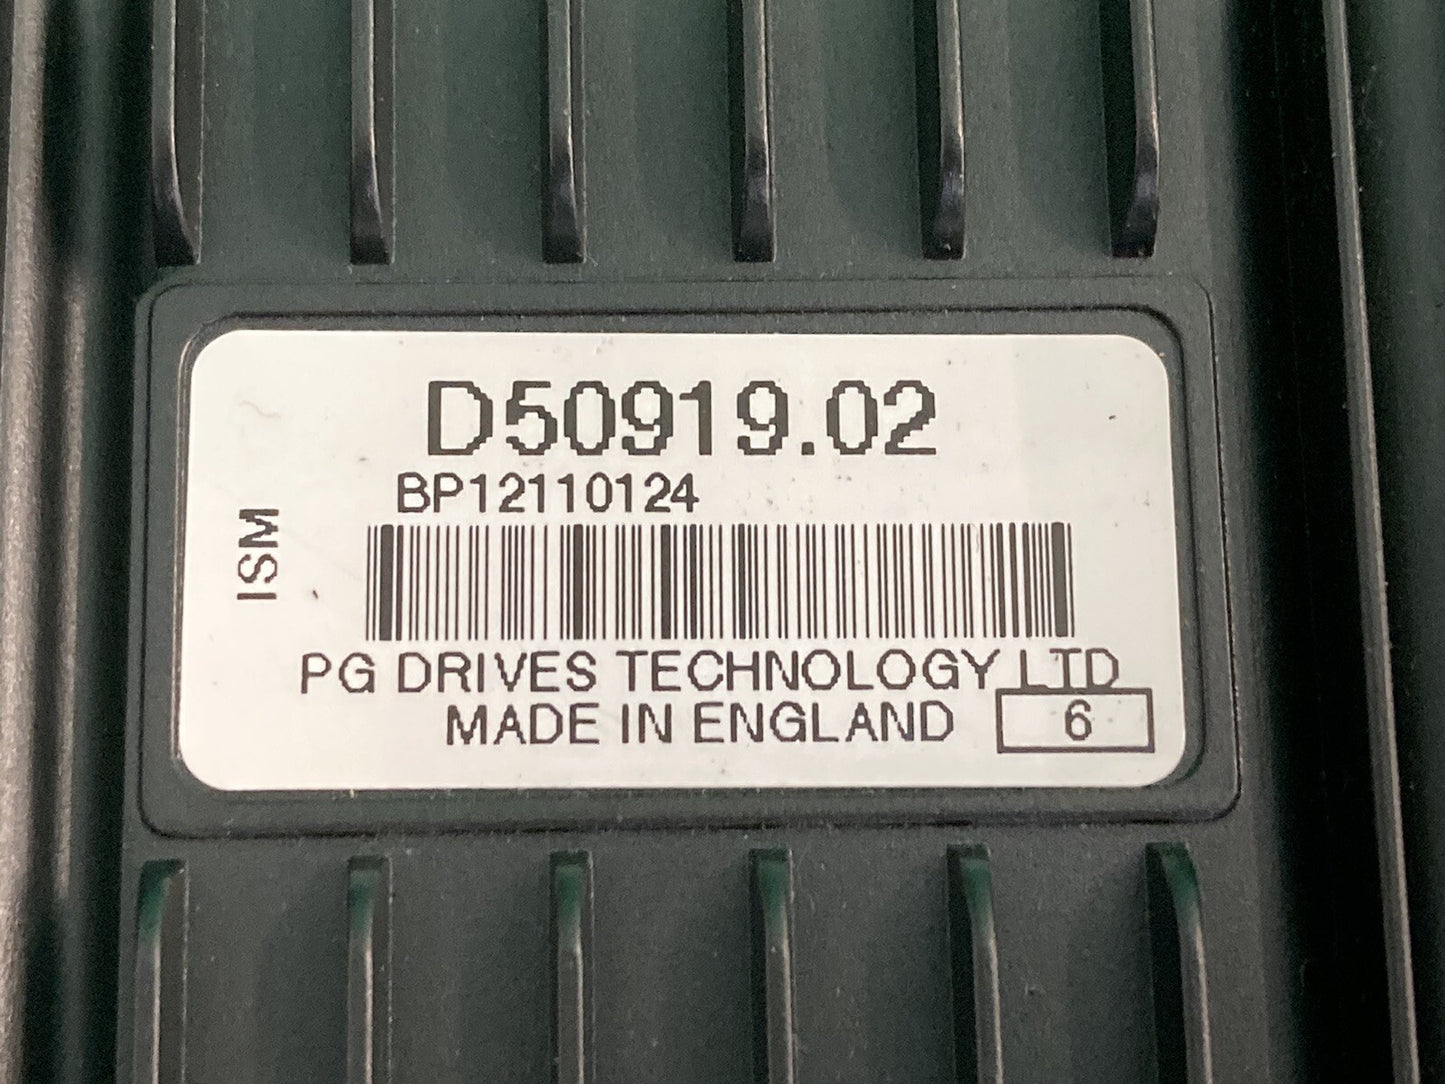 D50919.02
BP12110124
ISM
PG DRIVES TECHNOLOGY LTD
MADE IN ENGLAND
6